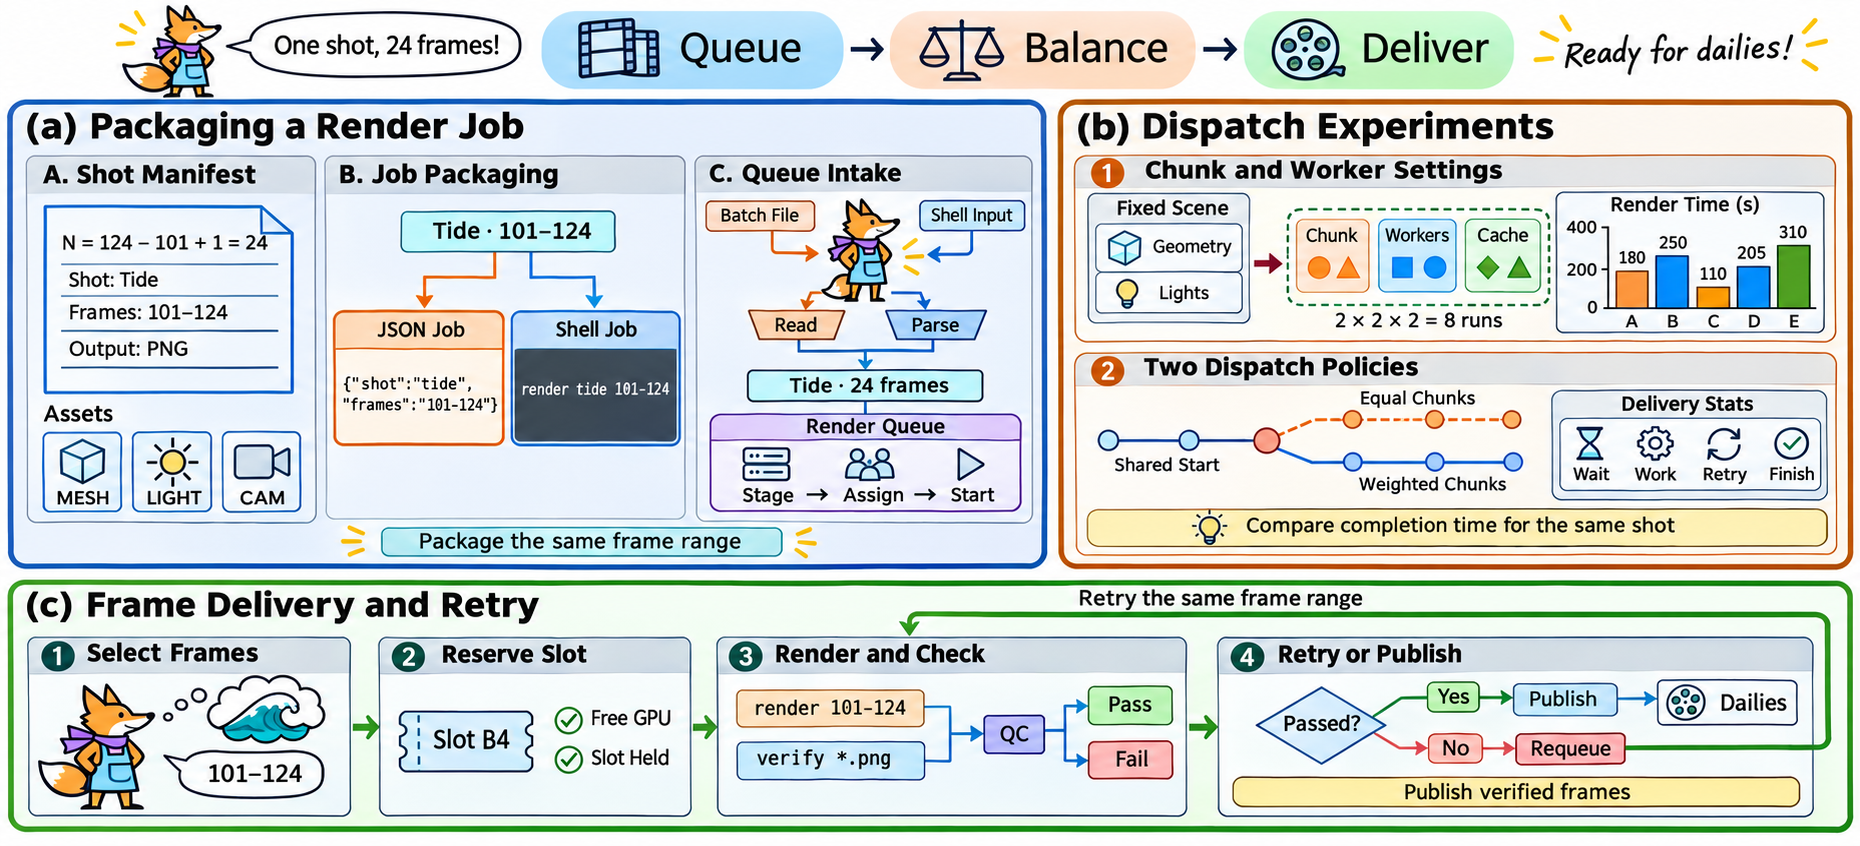 One shot, 24 frames!
Queue
Balance
Deliver
Ready for dailies!
(a) Packaging a Render Job
A. Shot Manifest
N = 124 – 101 + 1 = 24
Shot: Tide
Frames: 101–124
Output: PNG
Assets
MESH
LIGHT
CAM
B. Job Packaging
Tide · 101–124
JSON Job
{"shot":"tide",
"frames":"101-124"}
Shell Job
render tide 101-124
C. Queue Intake
Batch File
Shell Input
Read
Parse
Tide · 24 frames
Render Queue
Stage
Assign
Start
Package the same frame range
(b) Dispatch Experiments
1 Chunk and Worker Settings
Fixed Scene
Geometry
Lights
Chunk
Workers
Cache
2 × 2 × 2 = 8 runs
Render Time (s)
400
200
0
180
250
110
205
310
A B C D E
2 Two Dispatch Policies
Shared Start
Equal Chunks
Weighted Chunks
Delivery Stats
Wait
Work
Retry
Finish
Compare completion time for the same shot
(c) Frame Delivery and Retry
Retry the same frame range
1 Select Frames
101–124
2 Reserve Slot
Slot B4
Free GPU
Slot Held
3 Render and Check
render 101-124
verify *.png
QC
Pass
Fail
4 Retry or Publish
Passed?
Yes
Publish
Dailies
No
Requeue
Publish verified frames